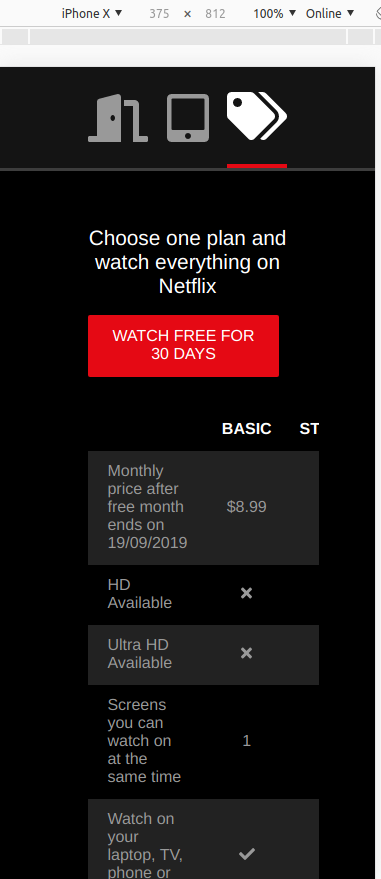 iPhone X ▼ 375 × 812 100% ▼ Online ▼
Choose one plan and
watch everything on
Netflix
WATCH FREE FOR
30 DAYS
BASIC ST
Monthly
price after
free month
ends on
19/09/2019
$8.99
HD
Available
Ultra HD
Available
Screens
you can
watch on
at the
same time
1
Watch on
your
laptop, TV,
phone or